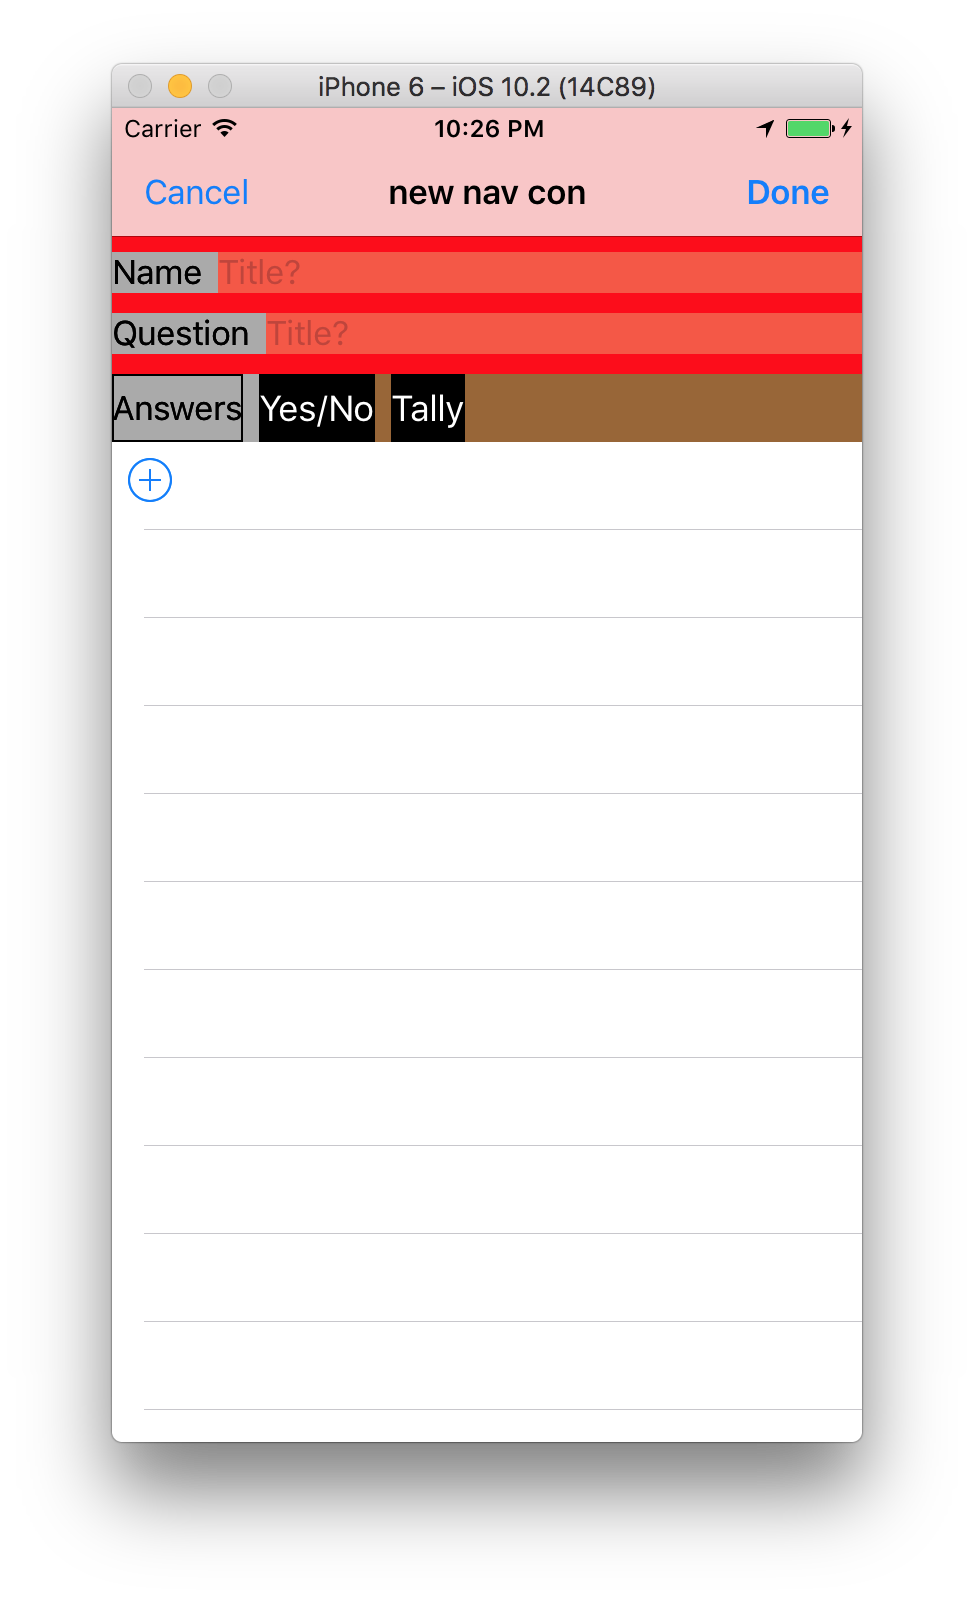 iPhone 6 – iOS 10.2 (14C89)
Carrier 10:26 PM
Cancel new nav con Done
Name Title?
Question Title?
Answers Yes/No Tally